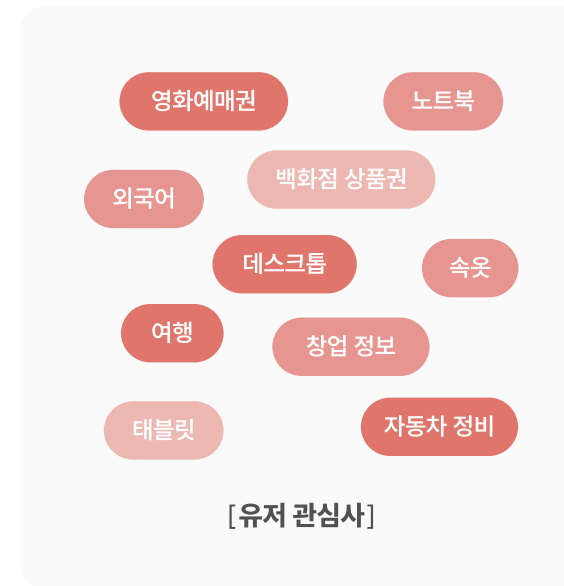 영화예매권
노트북
백화점 상품권
외국어
데스크톱
속옷
여행
창업 정보
태블릿
자동차 정비
[유저 관심사]